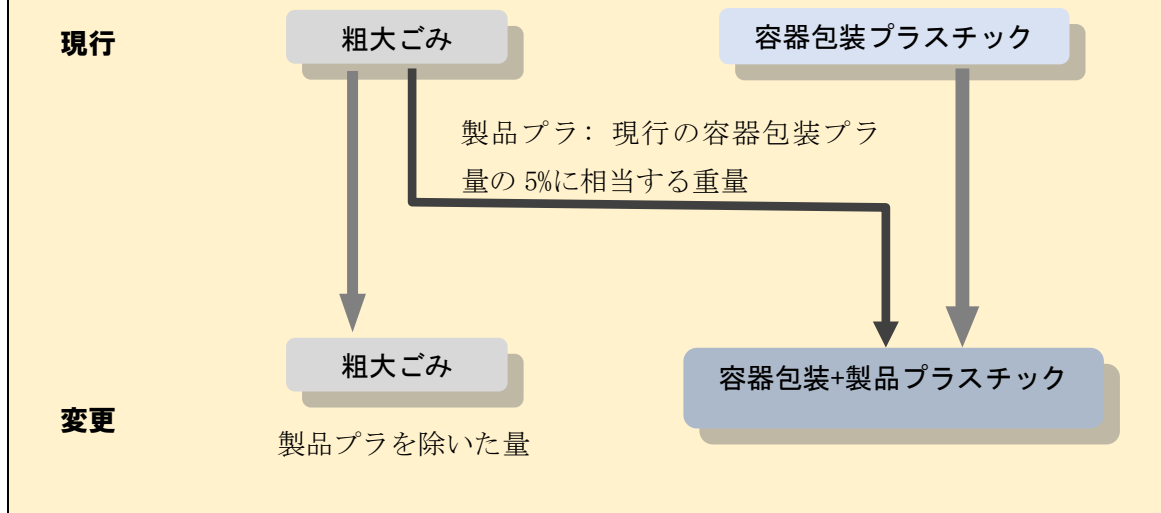 現行
粗大ごみ
容器包装プラスチック
製品プラ：現行の容器包装プラ
量の 5%に相当する重量
粗大ごみ
容器包装+製品プラスチック
変更
製品プラを除いた量